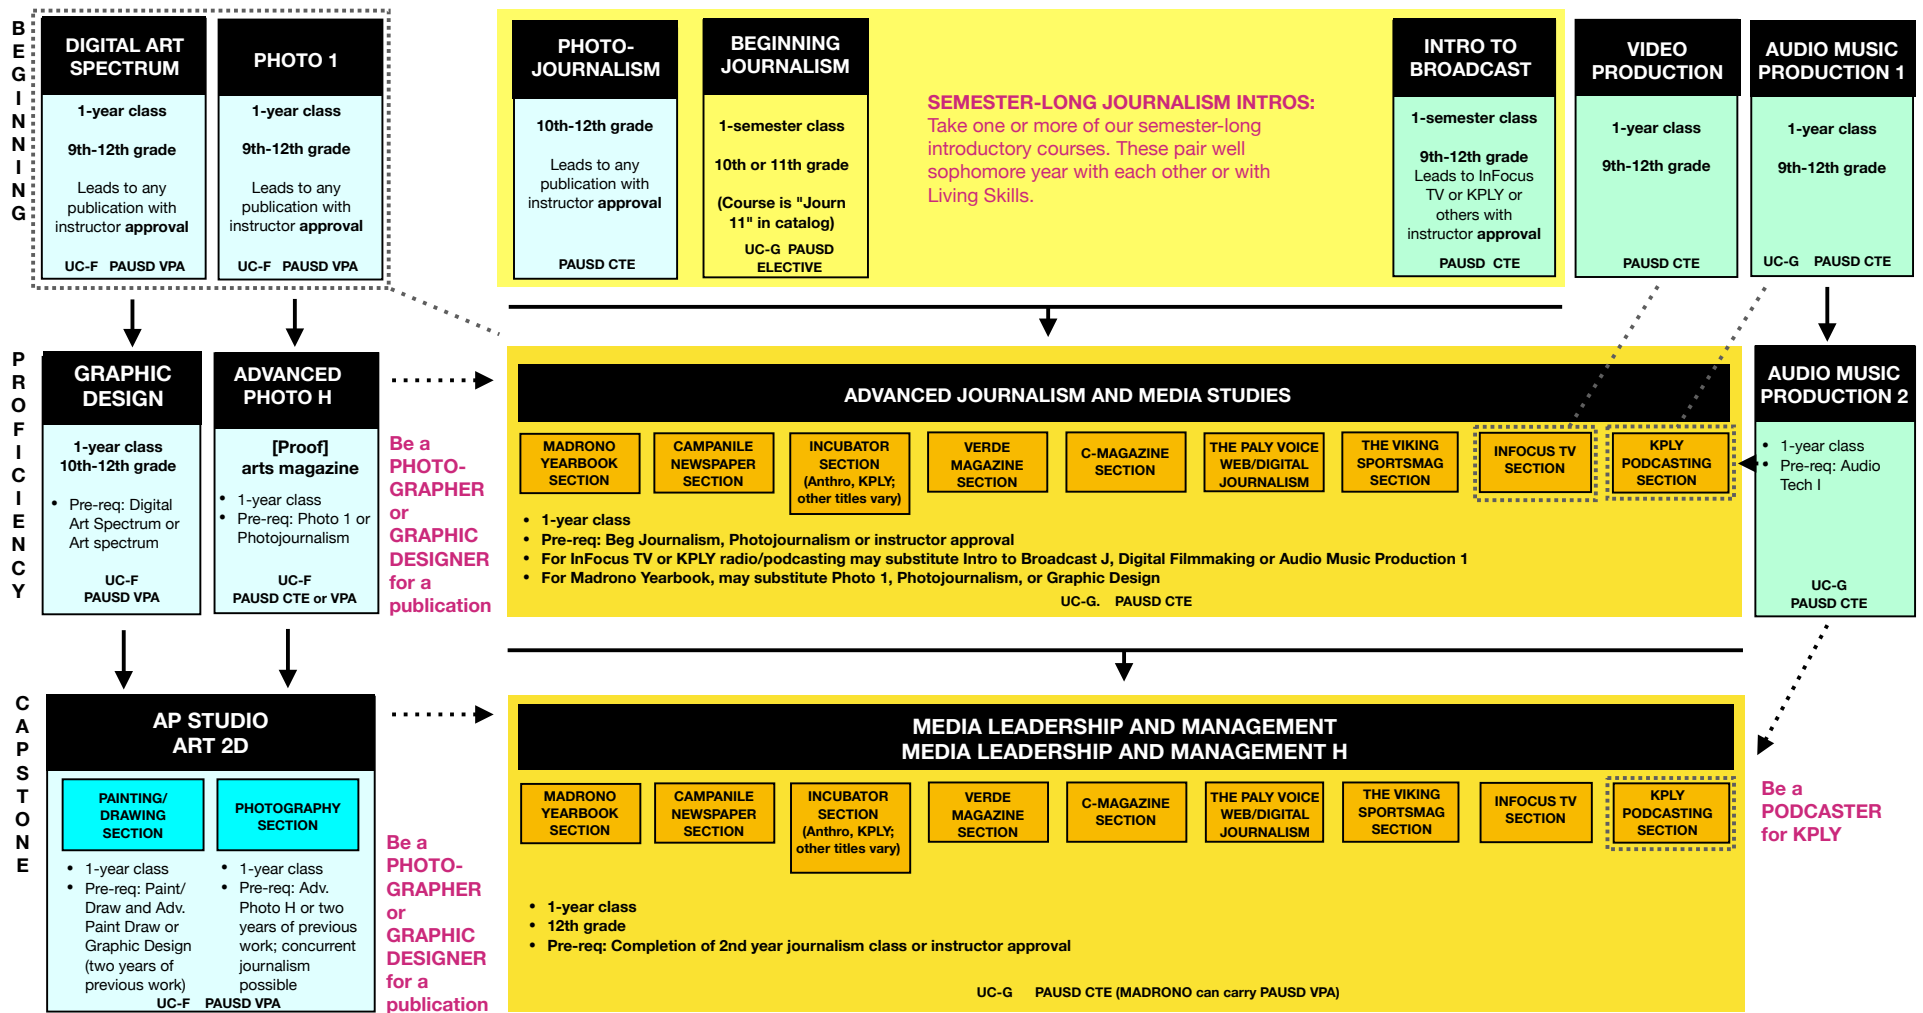 BEGINNING
DIGITAL ART
SPECTRUM
1-year class
9th-12th grade
Leads to any
publication with
instructor approval
UC-F PAUSD VPA
PHOTO 1
1-year class
9th-12th grade
Leads to any
publication with
instructor approval
UC-F PAUSD VPA
PHOTO-
JOURNALISM
10th-12th grade
Leads to any
publication with
instructor approval
PAUSD CTE
BEGINNING
JOURNALISM
1-semester class
10th or 11th grade
(Course is "Journ
11" in catalog)
UC-G PAUSD
ELECTIVE
SEMESTER-LONG JOURNALISM INTROS:
Take one or more of our semester-long
introductory courses. These pair well
sophomore year with each other or with
Living Skills.
INTRO TO
BROADCAST
1-semester class
9th-12th grade
Leads to InFocus
TV or KPLY or
others with
instructor approval
PAUSD CTE
VIDEO
PRODUCTION
1-year class
9th-12th grade
PAUSD CTE
AUDIO MUSIC
PRODUCTION 1
1-year class
9th-12th grade
UC-G PAUSD CTE
PROFICIENCY
GRAPHIC
DESIGN
1-year class
10th-12th grade
• Pre-req: Digital
Art Spectrum or
Art spectrum
UC-F
PAUSD VPA
ADVANCED
PHOTO H
[Proof]
arts magazine
• 1-year class
• Pre-req: Photo 1 or
Photojournalism
UC-F
PAUSD CTE or VPA
Be a
PHOTO-
GRAPHER
or
GRAPHIC
DESIGNER
for a
publication
ADVANCED JOURNALISM AND MEDIA STUDIES
MADRONO
YEARBOOK
SECTION
CAMPANILE
NEWSPAPER
SECTION
INCUBATOR
SECTION
(Anthro, KPLY;
other titles vary)
VERDE
MAGAZINE
SECTION
C-MAGAZINE
SECTION
THE PALY VOICE
WEB/DIGITAL
JOURNALISM
THE VIKING
SPORTSMAG
SECTION
INFOCUS TV
SECTION
KPLY
PODCASTING
SECTION
• 1-year class
• Pre-req: Beg Journalism, Photojournalism or instructor approval
• For InFocus TV or KPLY radio/podcasting may substitute Intro to Broadcast J, Digital Filmmaking or Audio Music Production 1
• For Madrono Yearbook, may substitute Photo 1, Photojournalism, or Graphic Design
UC-G. PAUSD CTE
AUDIO MUSIC
PRODUCTION 2
• 1-year class
• Pre-req: Audio
Tech I
UC-G
PAUSD CTE
CAPSTONE
AP STUDIO
ART 2D
PAINTING/
DRAWING
SECTION
• 1-year class
• Pre-req: Paint/
Draw and Adv.
Paint Draw or
Graphic Design
(two years of
previous work)
PHOTOGRAPHY
SECTION
• 1-year class
• Pre-req: Adv.
Photo H or two
years of previous
work; concurrent
journalism
possible
UC-F PAUSD VPA
Be a
PHOTO-
GRAPHER
or
GRAPHIC
DESIGNER
for a
publication
MEDIA LEADERSHIP AND MANAGEMENT
MEDIA LEADERSHIP AND MANAGEMENT H
MADRONO
YEARBOOK
SECTION
CAMPANILE
NEWSPAPER
SECTION
INCUBATOR
SECTION
(Anthro, KPLY;
other titles vary)
VERDE
MAGAZINE
SECTION
C-MAGAZINE
SECTION
THE PALY VOICE
WEB/DIGITAL
JOURNALISM
THE VIKING
SPORTSMAG
SECTION
INFOCUS TV
SECTION
KPLY
PODCASTING
SECTION
• 1-year class
• 12th grade
• Pre-req: Completion of 2nd year journalism class or instructor approval
UC-G PAUSD CTE (MADRONO can carry PAUSD VPA)
Be a
PODCASTER
for KPLY